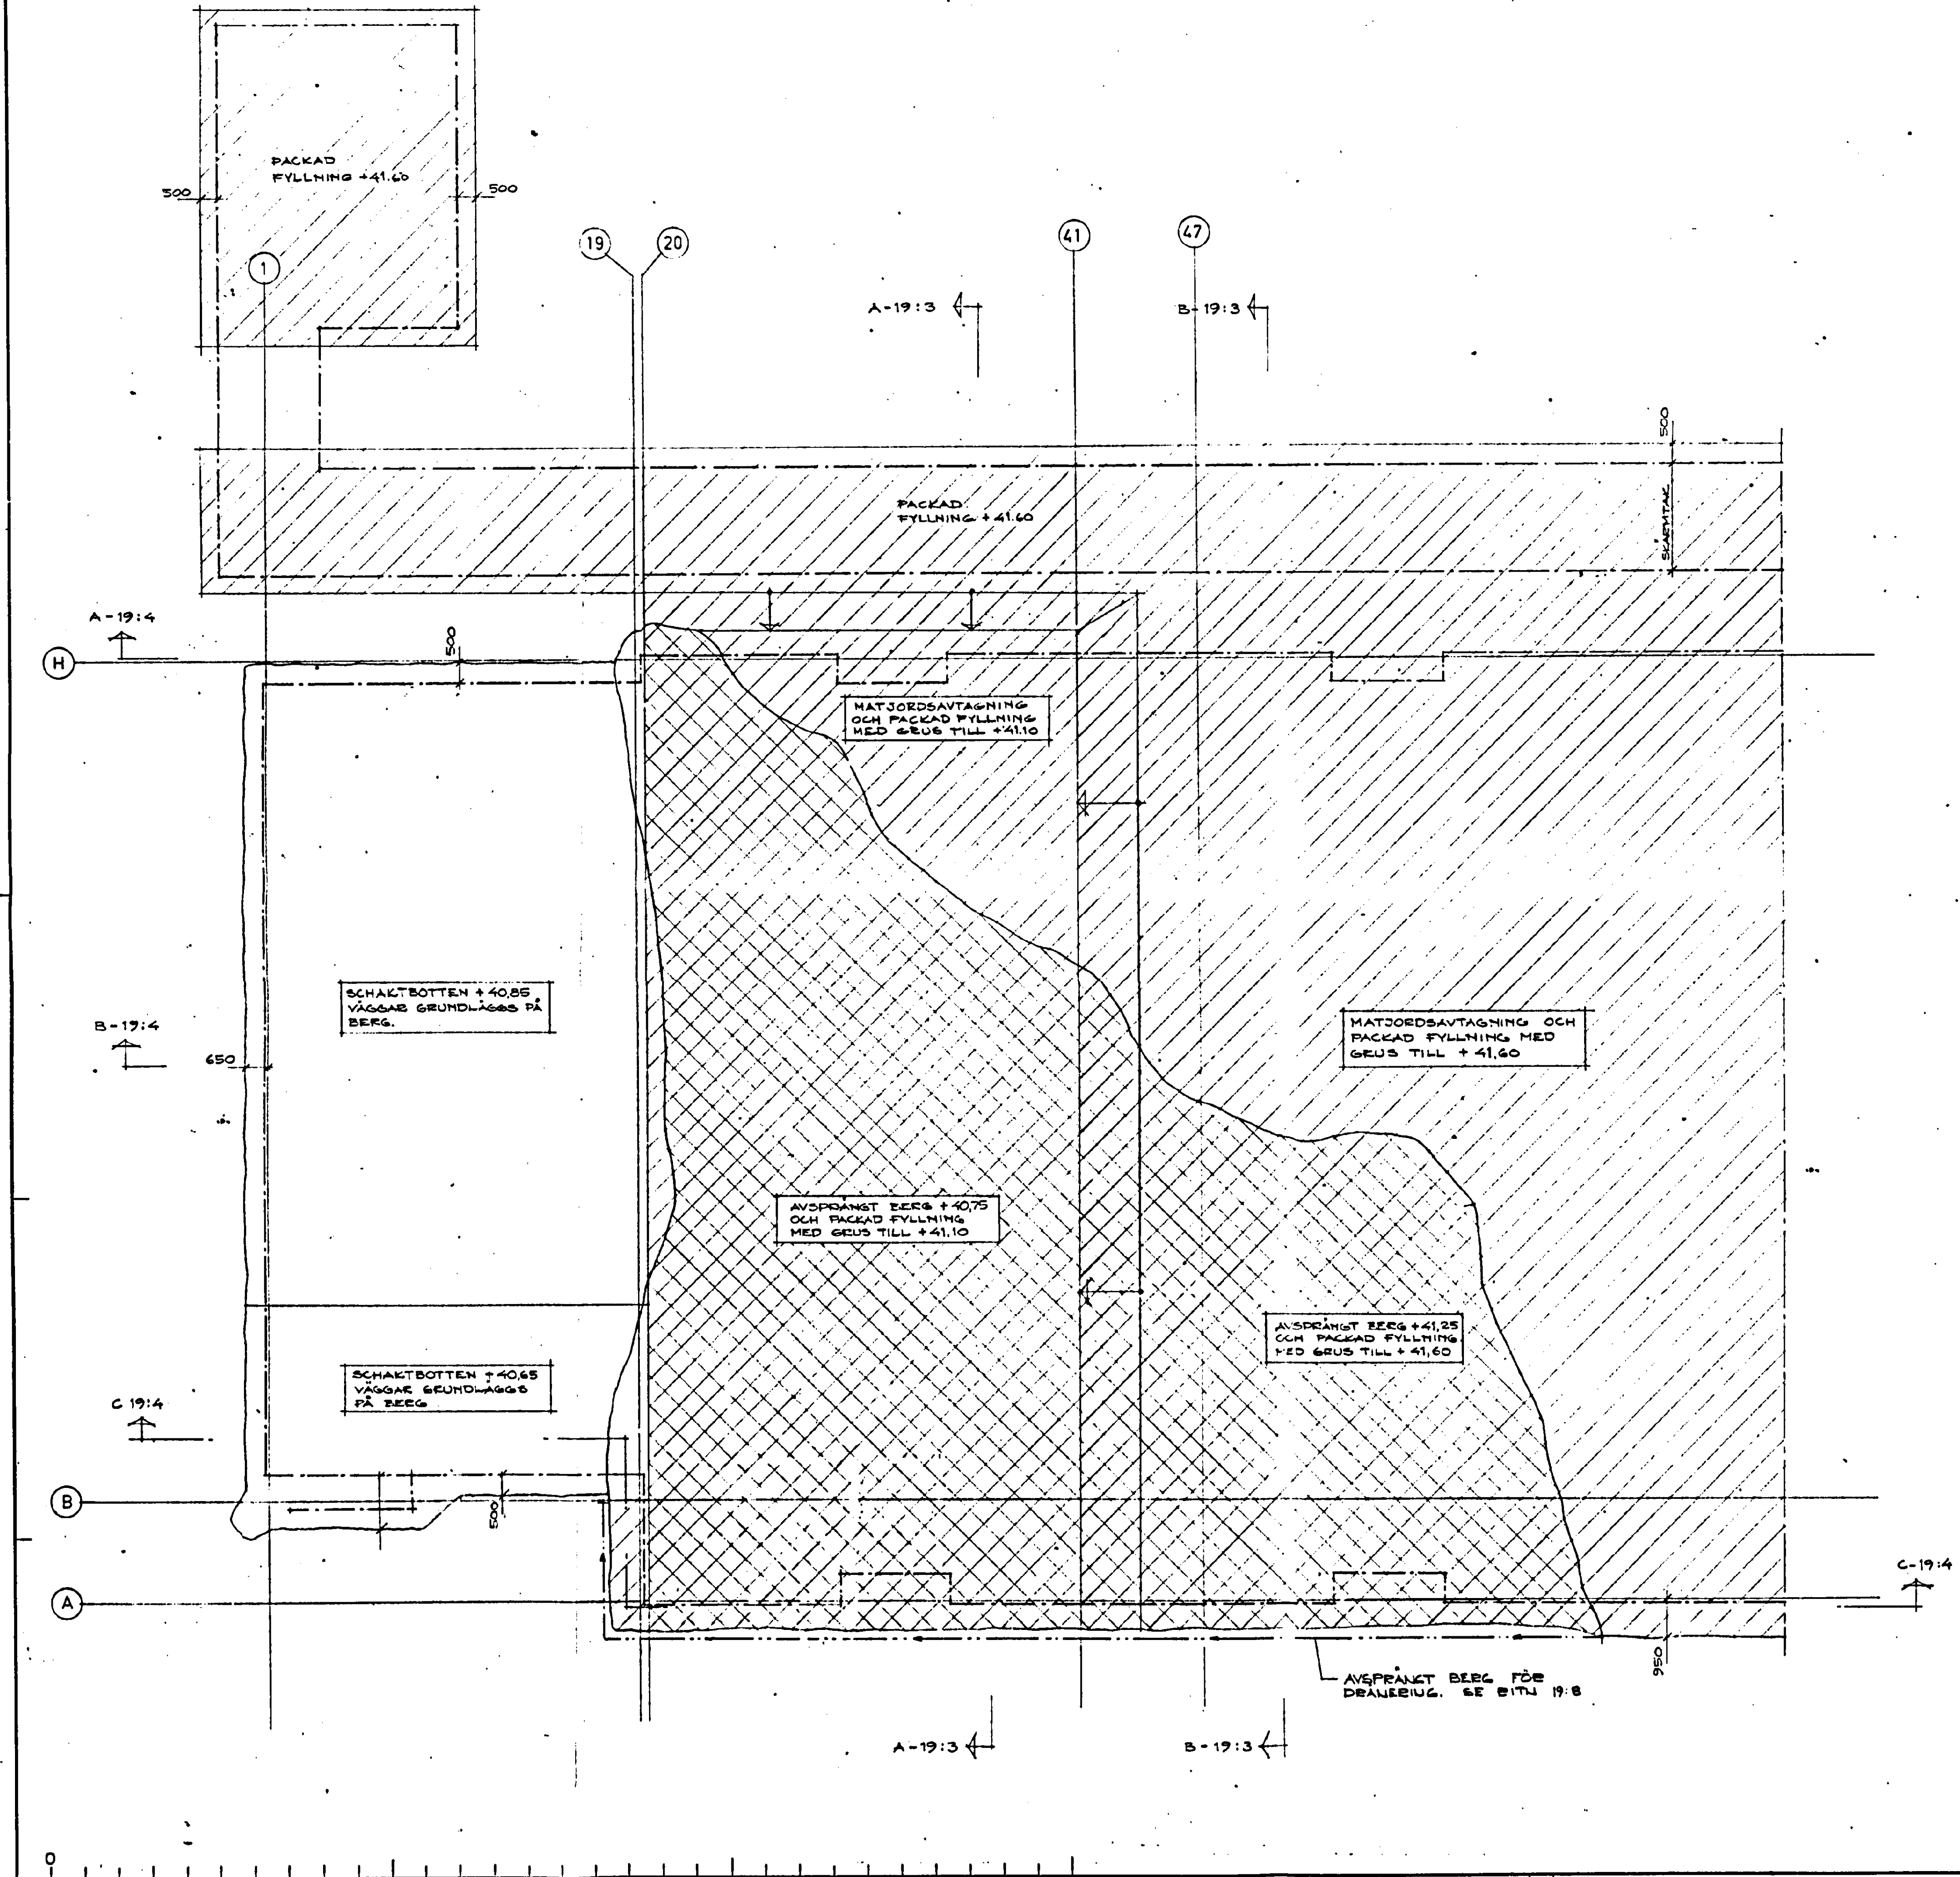 PACKAD
FYLLNING +41.60
500
500
1
19
20
41
47
A-19:3
B-19:3
500
SKÄRMTAK
PACKAD
FYLLNING +41.60
A-19:4
H
500
MATJORDSAVTAGNING
OCH PACKAD FYLLNING
MED GRUS TILL +41.10
SCHAKTBOTTEN +40,85
VÄGGAR GRUNDLÄGGS PÅ
BERG.
B-19:4
650
MATJORDSAVTAGNING OCH
PACKAD FYLLNING MED
GRUS TILL +41,60
AVSPRÄNGT BERG +40,75
OCH PACKAD FYLLNING
MED GRUS TILL +41,10
AVSPRÄNGT BERG +41,25
OCH PACKAD FYLLNING
MED GRUS TILL +41,60
SCHAKTBOTTEN +40,65
VÄGGAR GRUNDLÄGGS
PÅ BERG
C 19:4
B
500
A
C-19:4
950
AVSPRÄNGT BERG FÖR
DRÄNERING. SE RITN 19:8
A-19:3
B-19:3
0